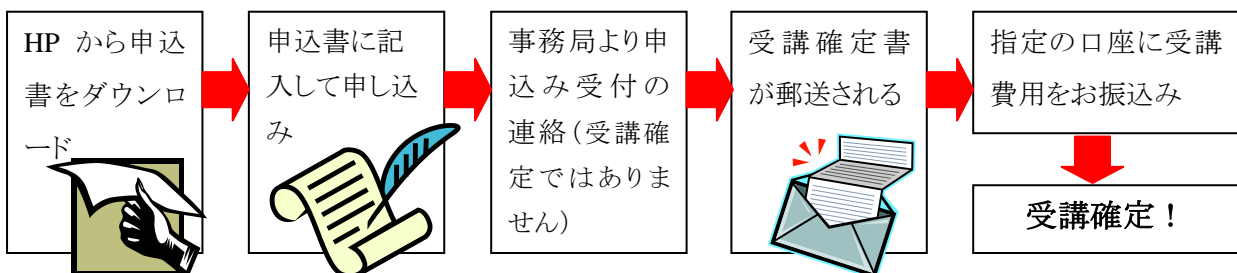 HP から申込
書をダウンロ
ード
申込書に記
入して申し込
み
事務局より申
込み受付の
連絡(受講確
定ではありま
せん)
受講確定書
が郵送される
指定の口座に受講
費用をお振込み
受講確定！